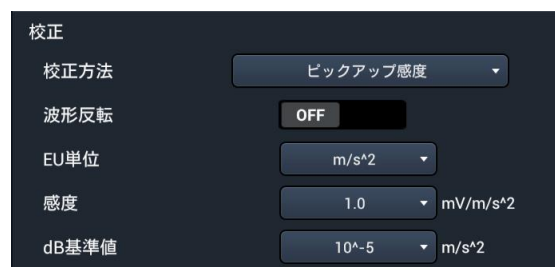 校正
校正方法 ピックアップ感度
波形反転 OFF
EU単位 m/s^2
感度 1.0 mV/m/s^2
dB基準値 10^-5 m/s^2